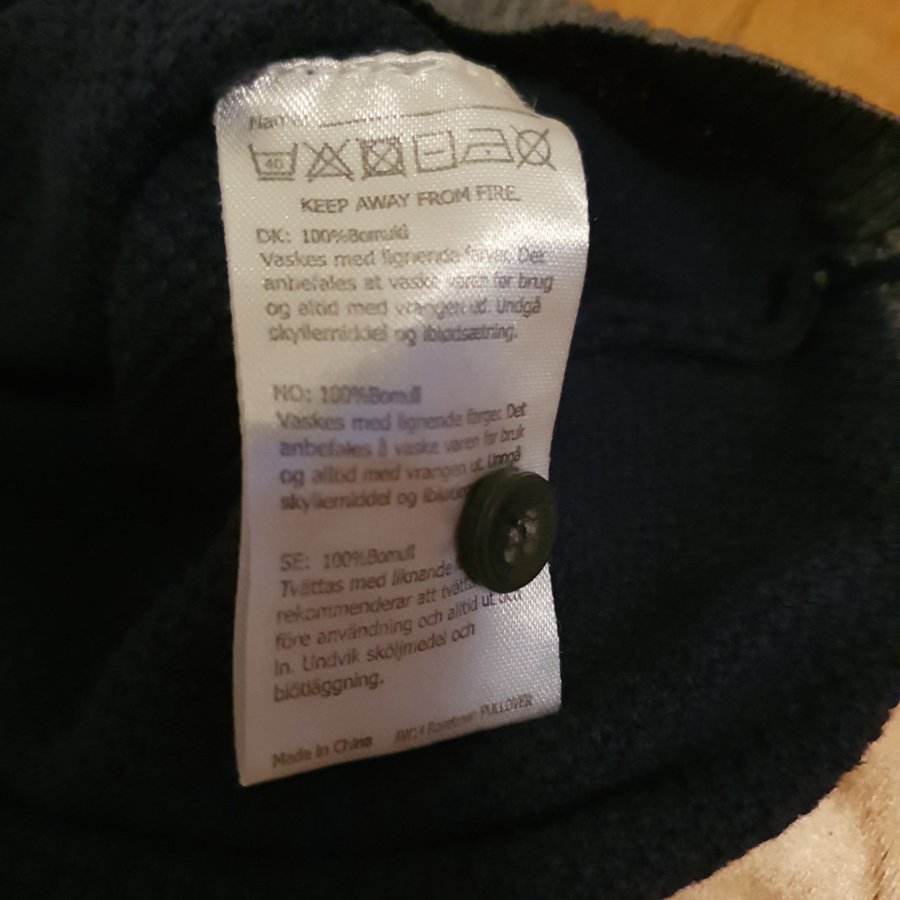 Name:
40
KEEP AWAY FROM FIRE.
DK: 100%Bomuld
Vaskes med lignende farver. Det
anbefales at vaske varen før brug
og altid med vrangen ud. Undgå
skyllemiddel og iblødsætning.
NO: 100%Bomull
Vaskes med lignende farger. Det
anbefales å vaske varen før bruk
og alltid med vrangen ut. Unngå
skyllemiddel og
SE: 100%Bomull
Tvättas med liknande
rekommenderar att
före användning och alltid ut och
in. Undvik sköljmedel och
blötläggning.
Made in China AW14 PULLOVER